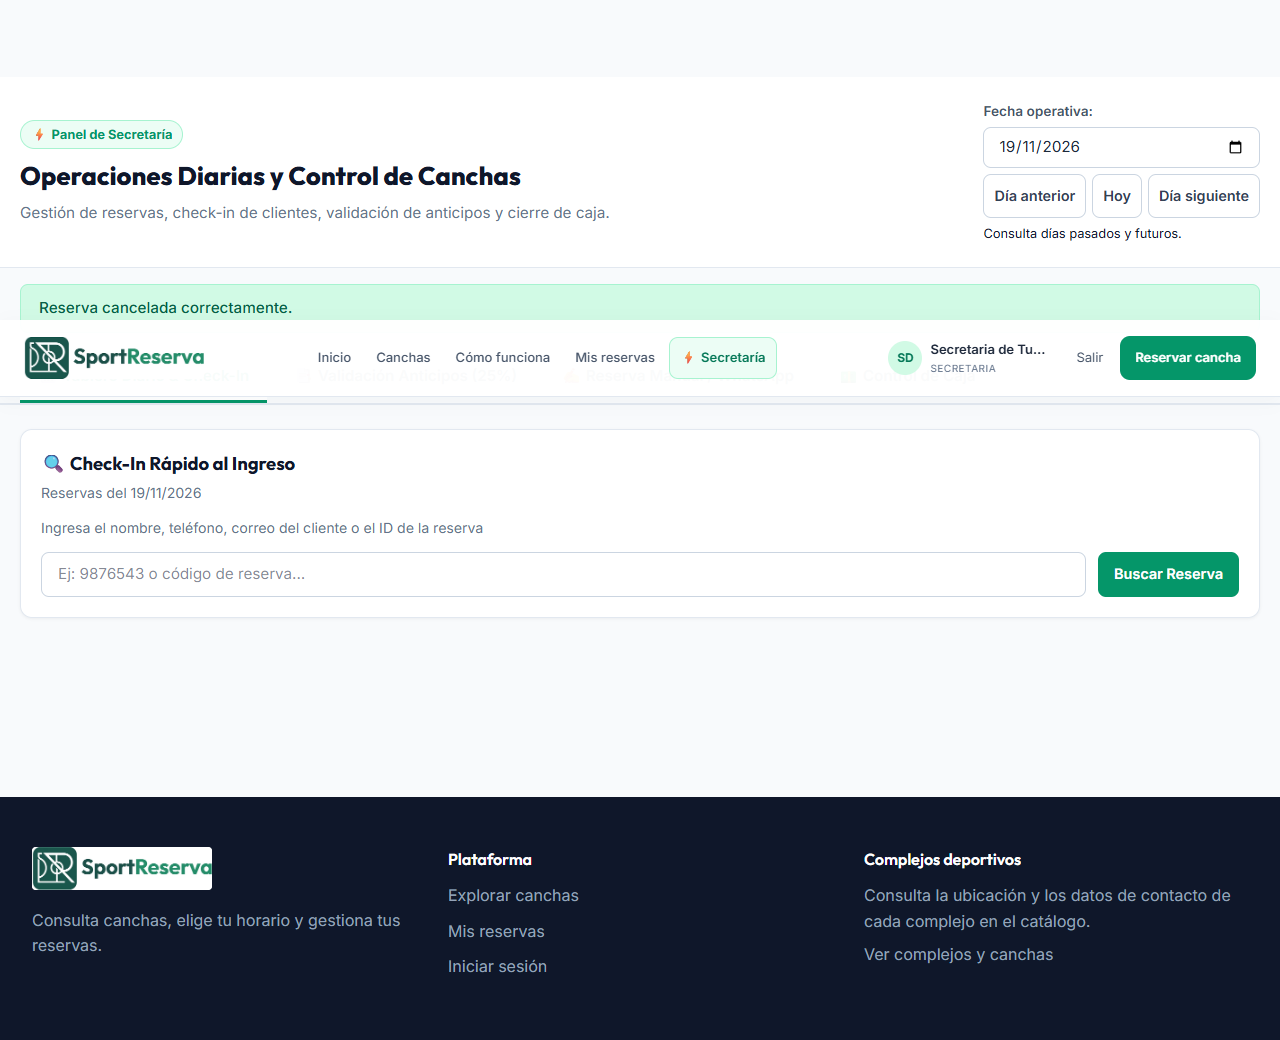 Panel de Secretaría
Operaciones Diarias y Control de Canchas
Gestión de reservas, check-in de clientes, validación de anticipos y cierre de caja.
Fecha operativa:
19/11/2026
Día anterior
Hoy
Día siguiente
Consulta días pasados y futuros.
Reserva cancelada correctamente.
SportReserva
Inicio
Canchas
Cómo funciona
Mis reservas
Secretaría
SD
Secretaria de Tu...
SECRETARIA
Salir
Reservar cancha
Check-In Rápido al Ingreso
Reservas del 19/11/2026
Ingresa el nombre, teléfono, correo del cliente o el ID de la reserva
Ej: 9876543 o código de reserva...
Buscar Reserva
SportReserva
Consulta canchas, elige tu horario y gestiona tus
reservas.
Plataforma
Explorar canchas
Mis reservas
Iniciar sesión
Complejos deportivos
Consulta la ubicación y los datos de contacto de
cada complejo en el catálogo.
Ver complejos y canchas